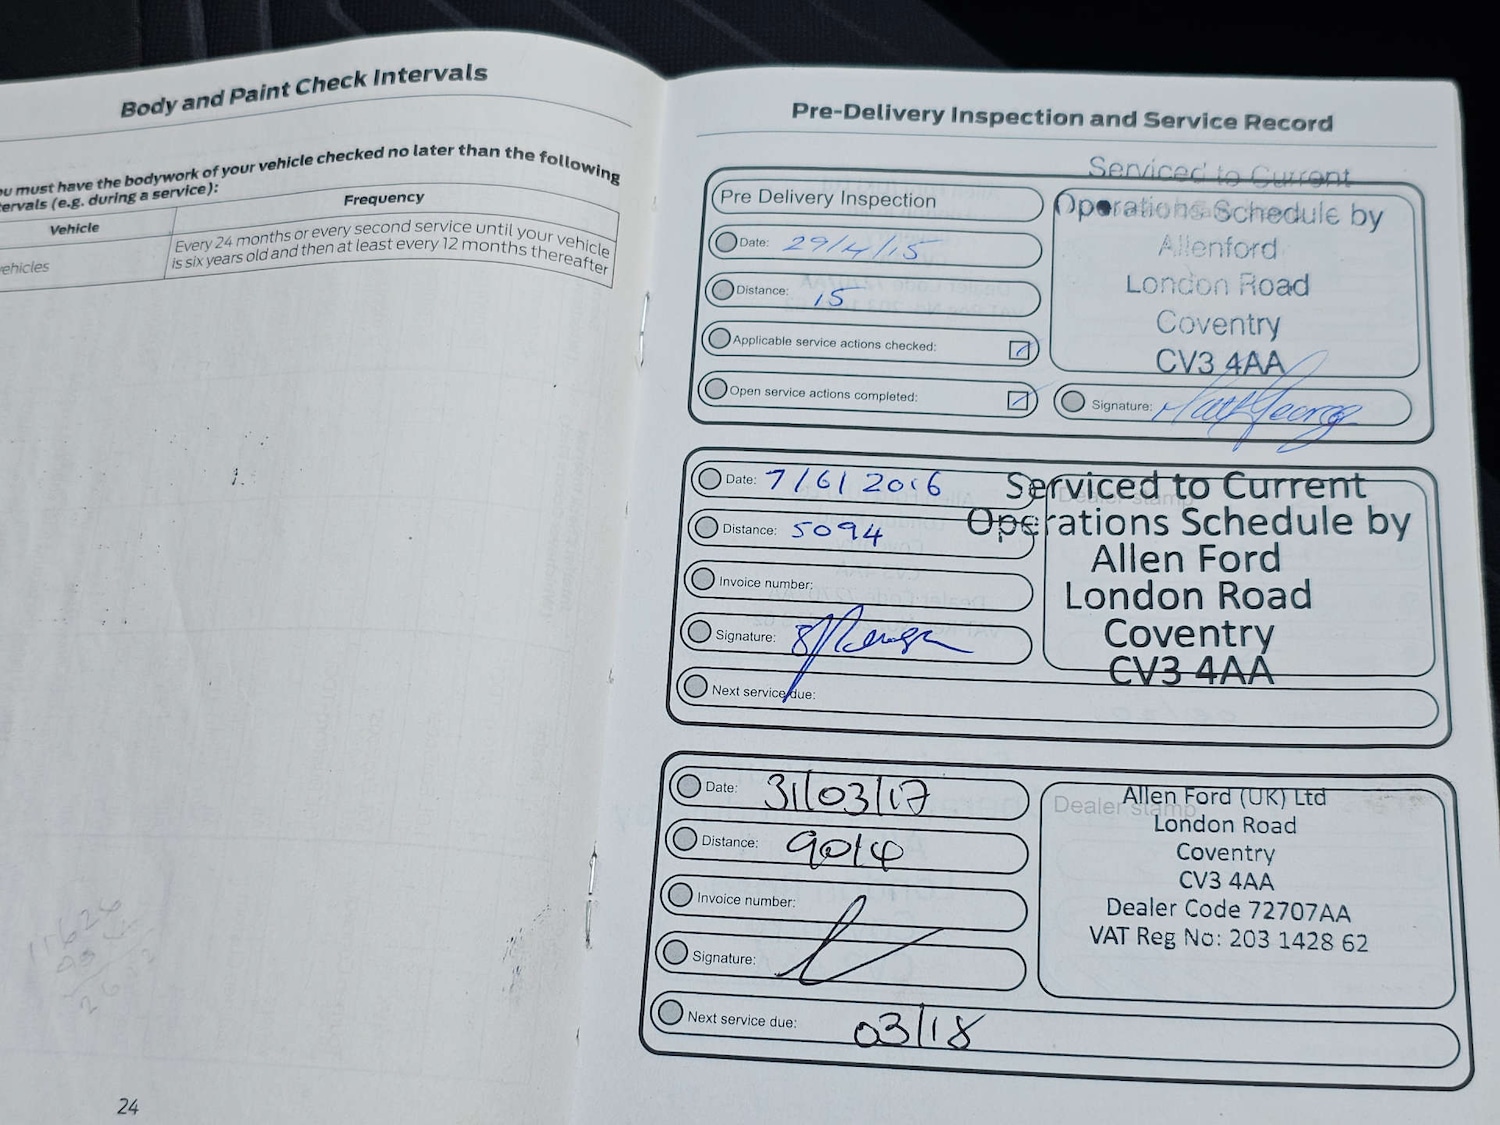 Body and Paint Check Intervals
ou must have the bodywork of your vehicle checked no later than the following
ervals (e.g. during a service):
Vehicle Frequency
ehicles Every 24 months or every second service until your vehicle
is six years old and then at least every 12 months thereafter
24
Pre-Delivery Inspection and Service Record
Pre Delivery Inspection
Date: 29/4/15
Distance: 15
Applicable service actions checked:
Open service actions completed:
Serviced to Current
Operations Schedule by
Allenford
London Road
Coventry
CV3 4AA
Signature:
Date: 7/6/2016
Distance: 5094
Invoice number:
Signature:
Next service due:
Dealer stamp
Serviced to Current
Operations Schedule by
Allen Ford
London Road
Coventry
CV3 4AA
Date: 31/03/17
Distance: 9014
Invoice number:
Signature:
Next service due: 03/18
Dealer stamp
Allen Ford (UK) Ltd
London Road
Coventry
CV3 4AA
Dealer Code 72707AA
VAT Reg No: 203 1428 62